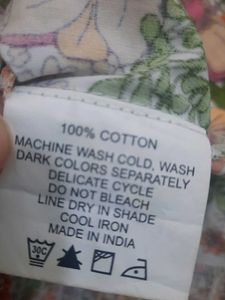 100% COTTON
MACHINE WASH COLD, WASH
DARK COLORS SEPARATELY
DELICATE CYCLE
DO NOT BLEACH
LINE DRY IN SHADE
COOL IRON
MADE IN INDIA
30C